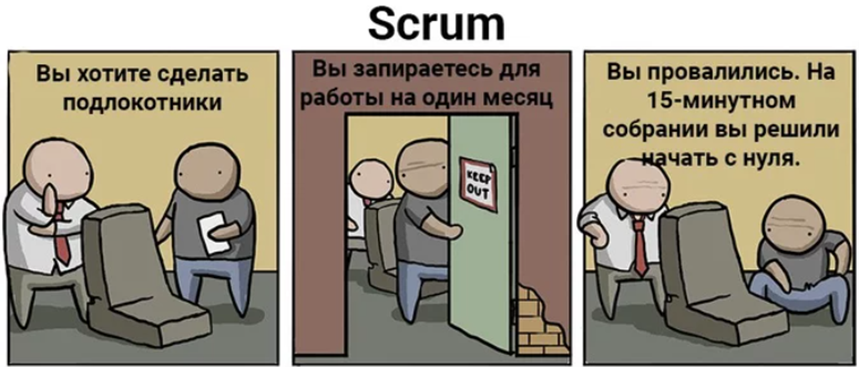 Scrum
Вы хотите сделать
подлокотники
Вы запираетесь для
работы на один месяц
KEEP
OUT
Вы провалились. На
15-минутном
собрании вы решили
начать с нуля.